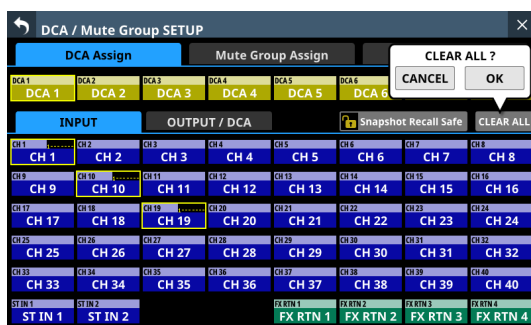 DCA / Mute Group SETUP
DCA Assign Mute Group Assign
CLEAR ALL ?
CANCEL OK
DCA 1 DCA 2 DCA 3 DCA 4 DCA 5 DCA 6
DCA 1 DCA 2 DCA 3 DCA 4 DCA 5 DCA 6
INPUT OUTPUT / DCA Snapshot Recall Safe CLEAR ALL
CH 1 1 CH 2 CH 3 CH 4 CH 5 CH 6 CH 7 CH 8
CH 1 CH 2 CH 3 CH 4 CH 5 CH 6 CH 7 CH 8
CH 9 CH 10 1 CH 11 CH 12 CH 13 CH 14 CH 15 CH 16
CH 9 CH 10 CH 11 CH 12 CH 13 CH 14 CH 15 CH 16
CH 17 CH 18 CH 19 1 CH 20 CH 21 CH 22 CH 23 CH 24
CH 17 CH 18 CH 19 CH 20 CH 21 CH 22 CH 23 CH 24
CH 25 CH 26 CH 27 CH 28 CH 29 CH 30 CH 31 CH 32
CH 25 CH 26 CH 27 CH 28 CH 29 CH 30 CH 31 CH 32
CH 33 CH 34 CH 35 CH 36 CH 37 CH 38 CH 39 CH 40
CH 33 CH 34 CH 35 CH 36 CH 37 CH 38 CH 39 CH 40
ST IN 1 ST IN 2 FX RTN 1 FX RTN 2 FX RTN 3 FX RTN 4
ST IN 1 ST IN 2 FX RTN 1 FX RTN 2 FX RTN 3 FX RTN 4